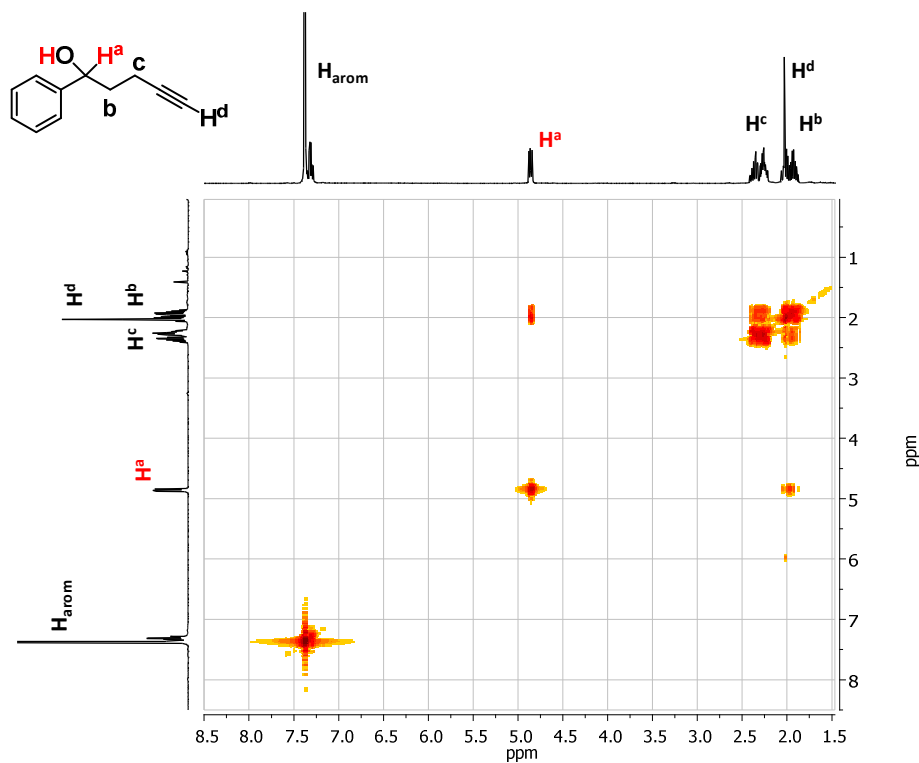 HO Hᵃ c
b
Hᵈ
Hₐᵣₒₘ
Hᵃ
Hᶜ
Hᵈ
Hᵇ
Hᵈ
Hᵇ
Hᶜ
Hᵃ
Hₐᵣₒₘ
1
2
3
4
5
6
7
8
ppm
8.5 8.0 7.5 7.0 6.5 6.0 5.5 5.0 4.5 4.0 3.5 3.0 2.5 2.0 1.5
ppm